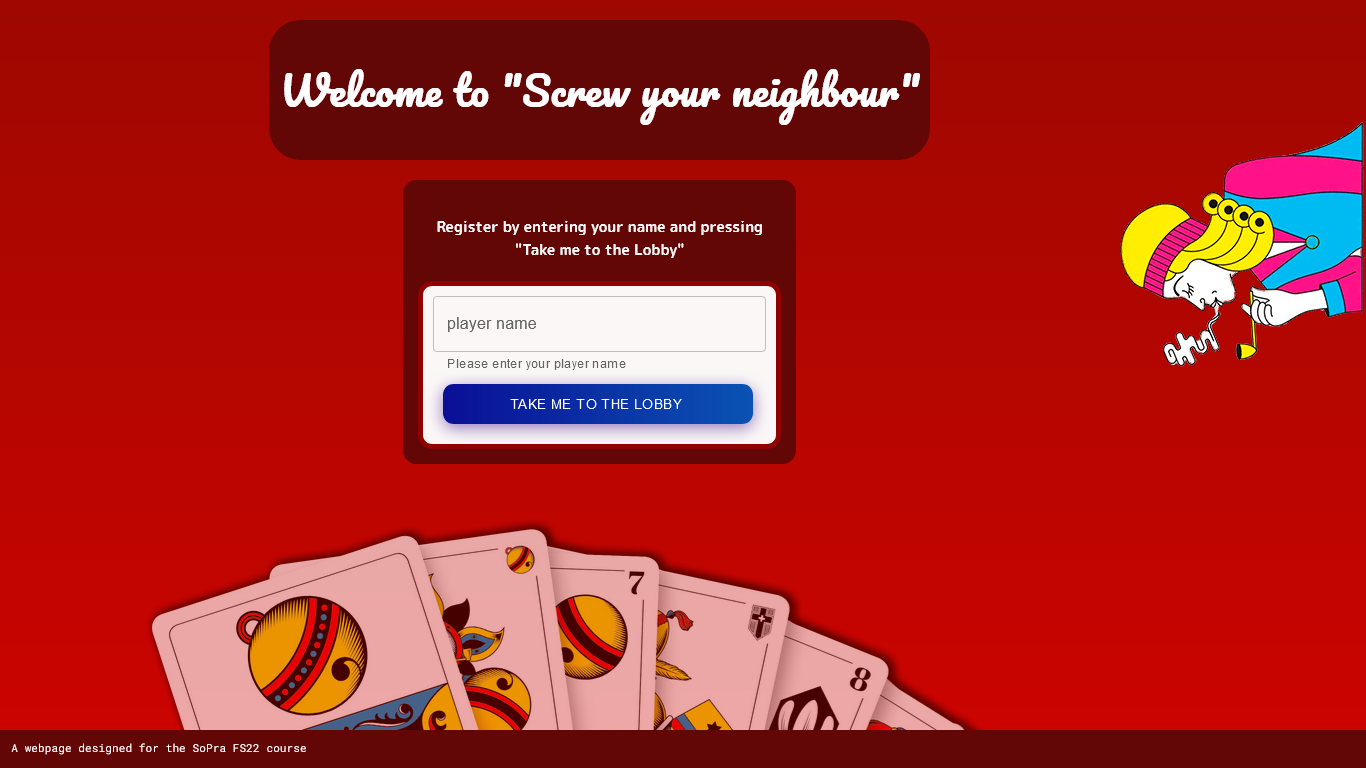 Welcome to "Screw your neighbour"
Register by entering your name and pressing
"Take me to the Lobby"
player name
Please enter your player name
TAKE ME TO THE LOBBY
7
8
A webpage designed for the SoPra FS22 course